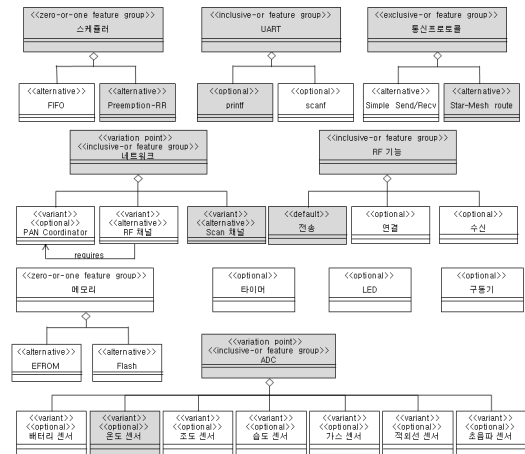 <<zero-or-one feature group>>
스케줄러
<<alternative>>
FIFO
<<alternative>>
Preemption-RR
<<inclusive-or feature group>>
UART
<<optional>>
printf
<<optional>>
scanf
<<exclusive-or feature group>>
통신프로토콜
<<alternative>>
Simple Send/Recv
<<alternative>>
Star-Mesh route
<<variation point>>
<<inclusive-or feature group>>
네트워크
<<variant>>
<<optional>>
PAN Coordinator
<<variant>>
<<alternative>>
RF 채널
<<variant>>
<<alternative>>
Scan 채널
requires
<<inclusive-or feature group>>
RF 기능
<<default>>
전송
<<optional>>
연결
<<optional>>
수신
<<zero-or-one feature group>>
메모리
<<alternative>>
EFROM
<<alternative>>
Flash
<<optional>>
타이머
<<optional>>
LED
<<optional>>
구동기
<<variation point>>
<<inclusive-or feature group>>
ADC
<<variant>>
<<optional>>
배터리 센서
<<variant>>
<<optional>>
온도 센서
<<variant>>
<<optional>>
조도 센서
<<variant>>
<<optional>>
습도 센서
<<variant>>
<<optional>>
가스 센서
<<variant>>
<<optional>>
적외선 센서
<<variant>>
<<optional>>
초음파 센서